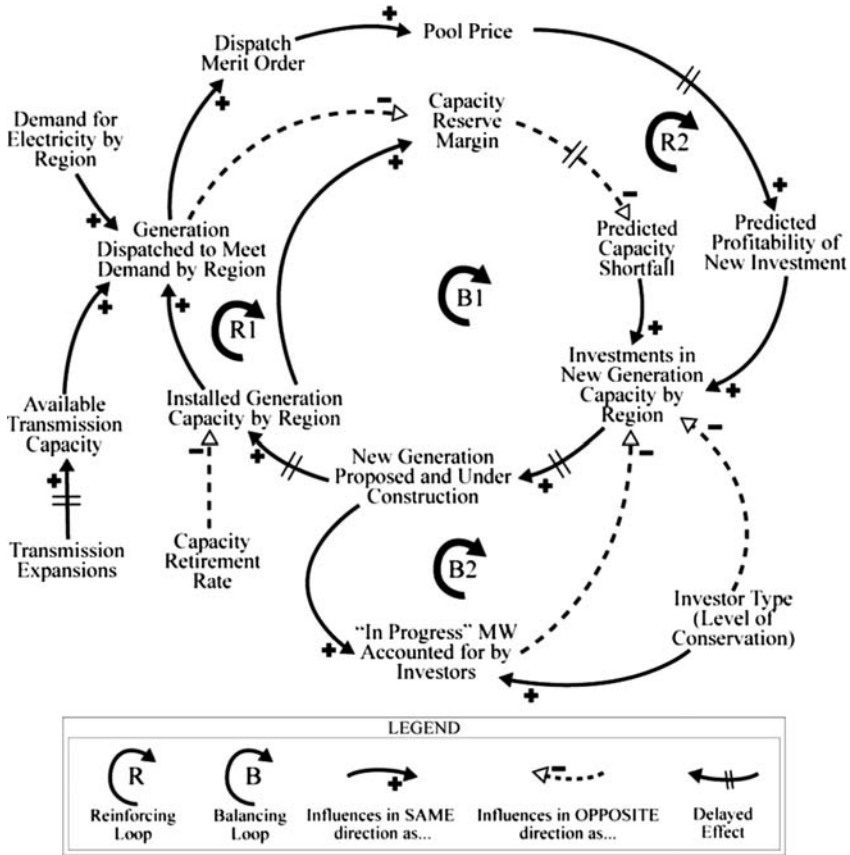 Dispatch
Merit Order
+
+
Pool Price
Demand for
Electricity by
Region
+
Capacity
Reserve
Margin
−
+
R2
+
Generation
Dispatched to Meet
Demand by Region
+
+
−
Predicted
Capacity
Shortfall
Predicted
Profitability of
New Investment
R1
B1
+
Available
Transmission
Capacity
+
Installed Generation
Capacity by Region
−
+
Investments in
New Generation
Capacity by
Region
+
−
−
New Generation
Proposed and Under
Construction
+
Transmission
Expansions
Capacity
Retirement
Rate
B2
+
"In Progress" MW
Accounted for by
Investors
+
Investor Type
(Level of
Conservation)
LEGEND
R
B
+
−
Reinforcing
Loop
Balancing
Loop
Influences in SAME
direction as...
Influences in OPPOSITE
direction as...
Delayed
Effect